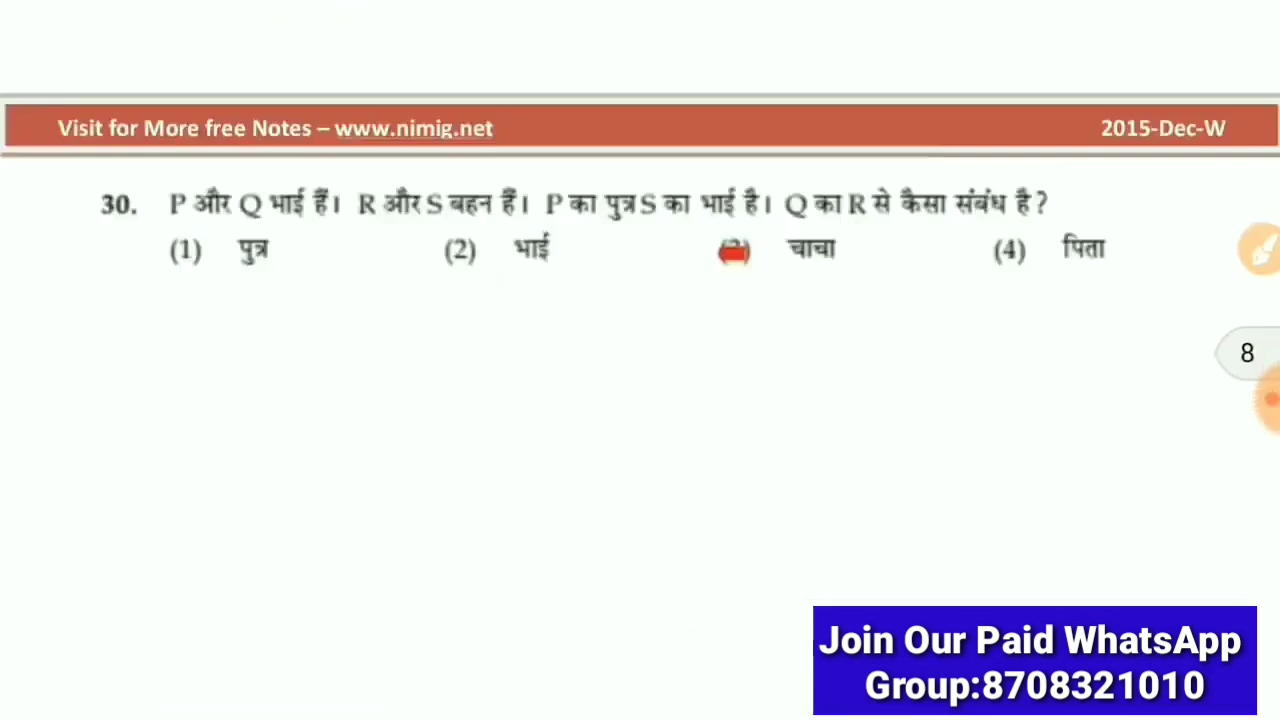 Visit for More free Notes – www.nimig.net 2015-Dec-W
30. P और Q भाई हैं। R और S बहन हैं। P का पुत्र S का भाई है। Q का R से कैसा संबंध है?
(1) पुत्र (2) भाई चाचा (4) पिता
8
Join Our Paid WhatsApp
Group:8708321010